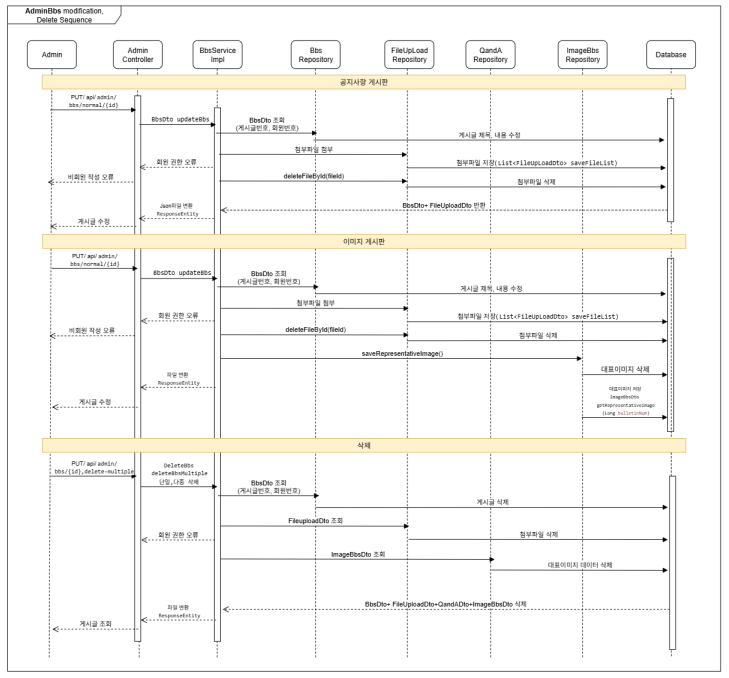 AdminBbs modification,
Delete Sequence
Admin
Admin
Controller
BbsService
Impl
Bbs
Repository
FileUpLoad
Repository
QandA
Repository
ImageBbs
Repository
Database
공지사항 게시판
PUT/ api/ admin/
bbs/normal/{id}
BbsDto updateBbs
BbsDto 조회
(게시글번호, 회원번호)
게시글 제목, 내용 수정
첨부파일 첨부
회원 권한 오류
첨부파일 저장(List<FileUpLoadDto> saveFileList)
비회원 작성 오류
deleteFileById(fileId)
첨부파일 삭제
Json파일 변환
ResponseEntity
BbsDto+ FileUploadDto 반환
게시글 수정
이미지 게시판
PUT/ api/ admin/
bbs/normal/{id}
BbsDto updateBbs
BbsDto 조회
(게시글번호, 회원번호)
게시글 제목, 내용 수정
첨부파일 첨부
회원 권한 오류
첨부파일 저장(List<FileUpLoadDto> saveFileList)
비회원 작성 오류
deleteFileById(fileId)
첨부파일 삭제
saveRepresentativeImage()
대표이미지 삭제
파일 변환
ResponseEntity
대표이미지 저장
ImageBbsDto
getRepresentativeImage
(Long bulletinNum)
게시글 수정
삭제
PUT/ api/ admin/
bbs/{id},delete-multiple
DeleteBbs
deleteBbsMultiple
단일,다중 삭제
BbsDto 조회
(게시글번호, 회원번호)
게시글 삭제
FileuploadDto 조회
회원 권한 오류
첨부파일 삭제
ImageBbsDto 조회
대표이미지 데이터 삭제
BbsDto+ FileUploadDto+QandADto+ImageBbsDto 삭제
파일 변환
ResponseEntity
게시글 조회